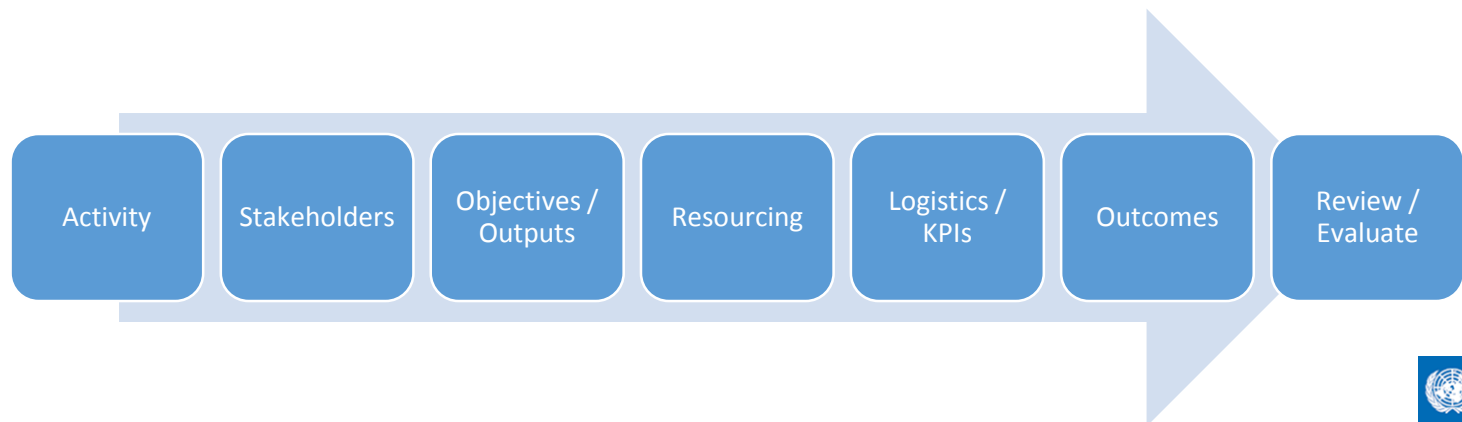 Activity
Stakeholders
Objectives /
Outputs
Resourcing
Logistics /
KPIs
Outcomes
Review /
Evaluate